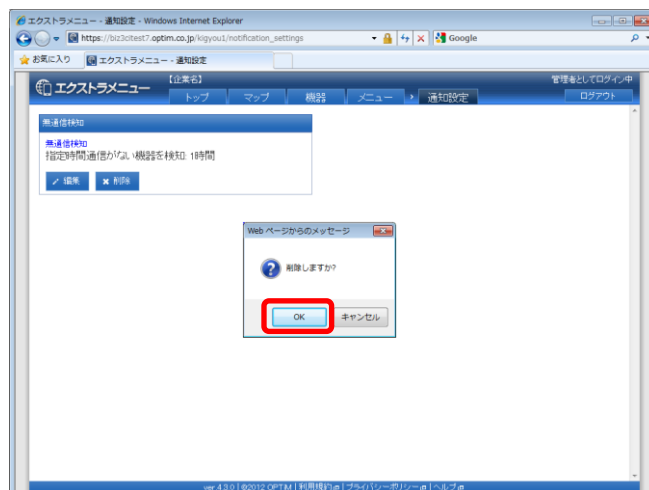 エクストラメニュー - 通知設定 - Windows Internet Explorer
https://biz3citest7.optim.co.jp/kigyou1/notification_settings
Google
お気に入り
エクストラメニュー - 通知設定
エクストラメニュー
【企業名】
管理者としてログイン中
トップ
マップ
機器
メニュー
通知設定
ログアウト
無通信検知
無通信検知
指定時間通信がない機器を検知: 1時間
編集
削除
Web ページからのメッセージ
削除しますか?
OK
キャンセル
ver 4.3.0 | ©2012 OPTiM | 利用規約 | プライバシーポリシー | ヘルプ